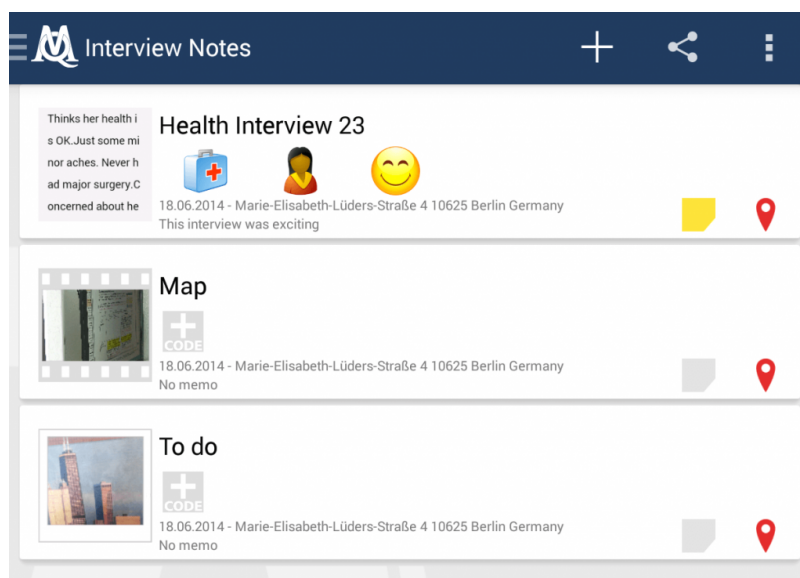 Interview Notes
Thinks her health i
s OK.Just some mi
nor aches. Never h
ad major surgery.C
oncerned about he
Health Interview 23
18.06.2014 - Marie-Elisabeth-Lüders-Straße 4 10625 Berlin Germany
This interview was exciting
Map
CODE
18.06.2014 - Marie-Elisabeth-Lüders-Straße 4 10625 Berlin Germany
No memo
To do
CODE
18.06.2014 - Marie-Elisabeth-Lüders-Straße 4 10625 Berlin Germany
No memo